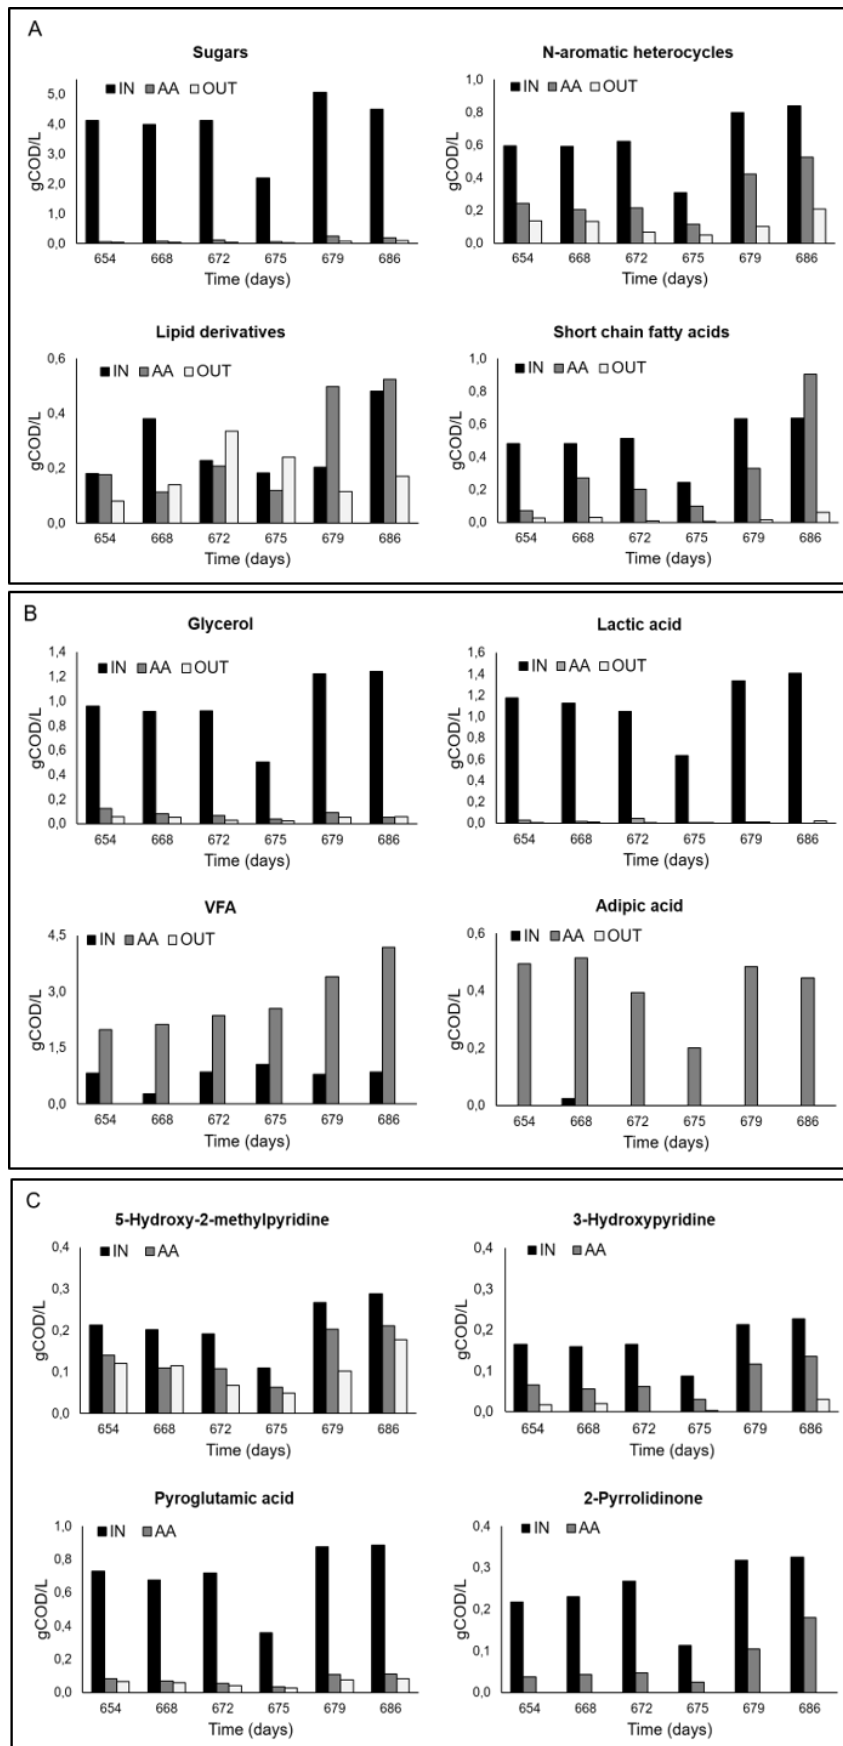 A
Sugars
IN AA OUT
gCOD/L
5,0
4,0
3,0
2,0
1,0
0,0
654 668 672 675 679 686
Time (days)
N-aromatic heterocycles
IN AA OUT
gCOD/L
1,0
0,8
0,6
0,4
0,2
0,0
654 668 672 675 679 686
Time (days)
Lipid derivatives
IN AA OUT
gCOD/L
0,6
0,4
0,2
0,0
654 668 672 675 679 686
Time (days)
Short chain fatty acids
IN AA OUT
gCOD/L
1,0
0,8
0,6
0,4
0,2
0,0
654 668 672 675 679 686
Time (days)
B
Glycerol
IN AA OUT
gCOD/L
1,4
1,2
1,0
0,8
0,6
0,4
0,2
0,0
654 668 672 675 679 686
Time (days)
Lactic acid
IN AA OUT
gCOD/L
1,6
1,4
1,2
1,0
0,8
0,6
0,4
0,2
0,0
654 668 672 675 679 686
Time (days)
VFA
IN AA OUT
gCOD/L
4,5
3,0
1,5
0,0
654 668 672 675 679 686
Time (days)
Adipic acid
IN AA OUT
gCOD/L
0,6
0,4
0,2
0,0
654 668 672 675 679 686
Time (days)
C
5-Hydroxy-2-methylpyridine
IN AA
gCOD/L
0,4
0,3
0,2
0,1
0,0
654 668 672 675 679 686
Time (days)
3-Hydroxypyridine
IN AA
gCOD/L
0,4
0,3
0,2
0,1
0,0
654 668 672 675 679 686
Time (days)
Pyroglutamic acid
IN AA
gCOD/L
1,0
0,8
0,6
0,4
0,2
0,0
654 668 672 675 679 686
Time (days)
2-Pyrrolidinone
IN AA
gCOD/L
0,4
0,3
0,2
0,1
0,0
654 668 672 675 679 686
Time (days)